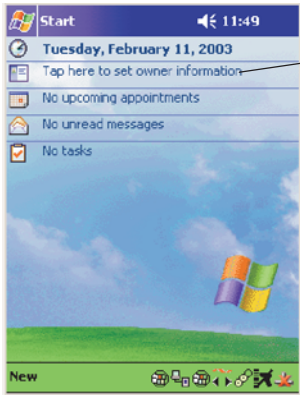 Start 11:49
Tuesday, February 11, 2003
Tap here to set owner information
No upcoming appointments
No unread messages
No tasks
New